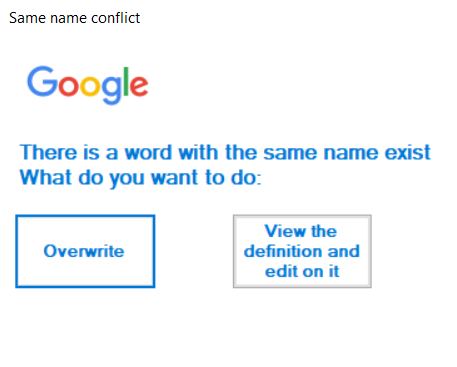 Same name conflict
Google
There is a word with the same name exist
What do you want to do:
Overwrite
View the
definition and
edit on it